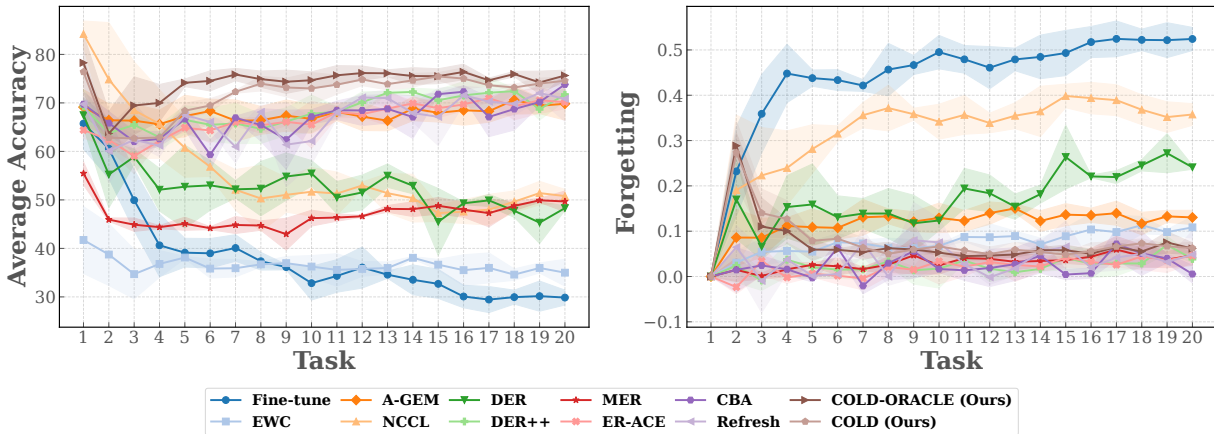 Average Accuracy
80
70
60
50
40
30
1 2 3 4 5 6 7 8 9 10 11 12 13 14 15 16 17 18 19 20
Task
Forgetting
0.5
0.4
0.3
0.2
0.1
0.0
−0.1
1 2 3 4 5 6 7 8 9 10 11 12 13 14 15 16 17 18 19 20
Task
Fine-tune A-GEM DER MER CBA COLD-ORACLE (Ours)
EWC NCCL DER++ ER-ACE Refresh COLD (Ours)